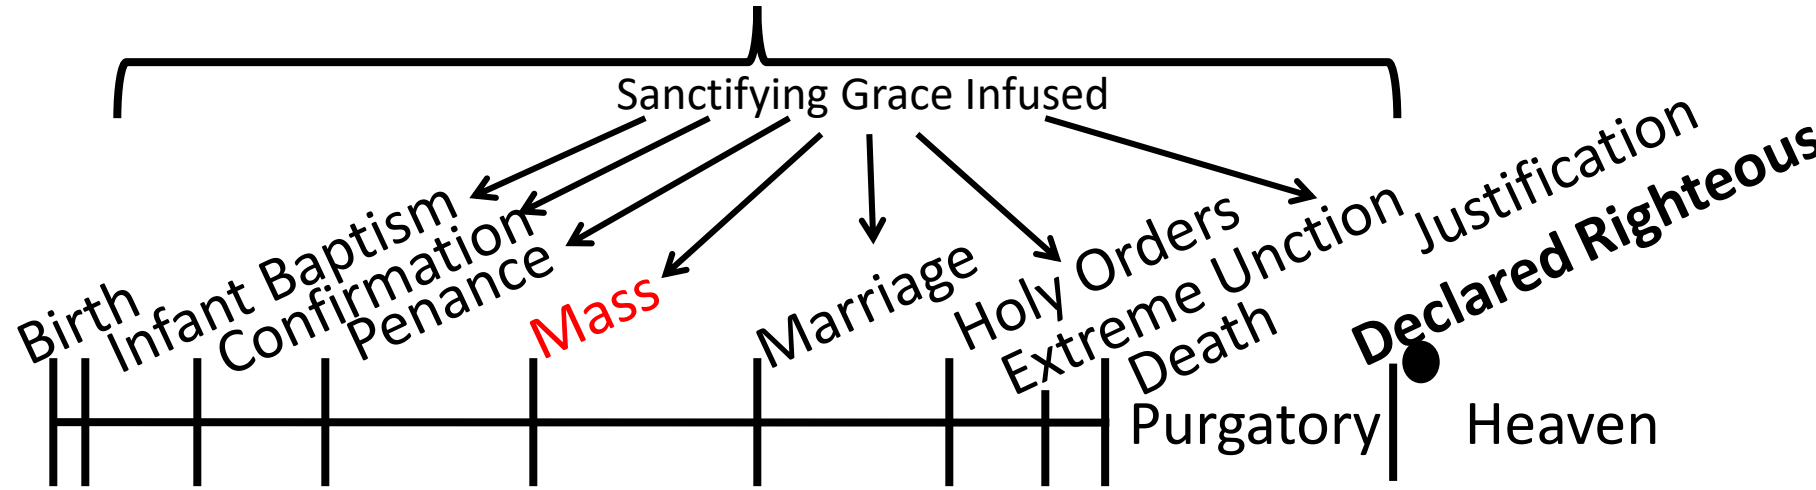 Sanctifying Grace Infused
Birth
Infant Baptism
Confirmation
Penance
Mass
Marriage
Holy Orders
Extreme Unction
Death
Justification
Declared Righteous
Purgatory
Heaven